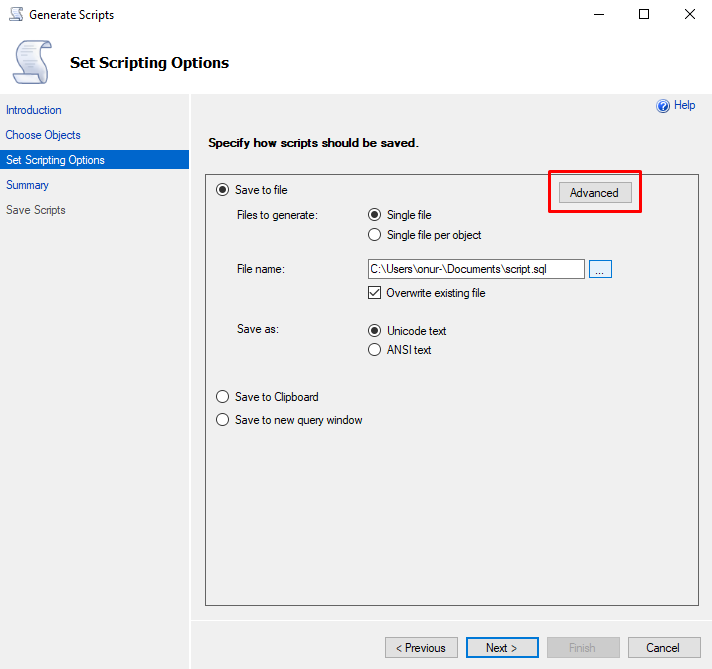 Generate Scripts
Set Scripting Options
Help
Introduction
Choose Objects
Set Scripting Options
Summary
Save Scripts
Specify how scripts should be saved.
Save to file
Advanced
Files to generate:
Single file
Single file per object
File name:
C:\Users\onur-\Documents\script.sql
...
Overwrite existing file
Save as:
Unicode text
ANSI text
Save to Clipboard
Save to new query window
< Previous
Next >
Finish
Cancel